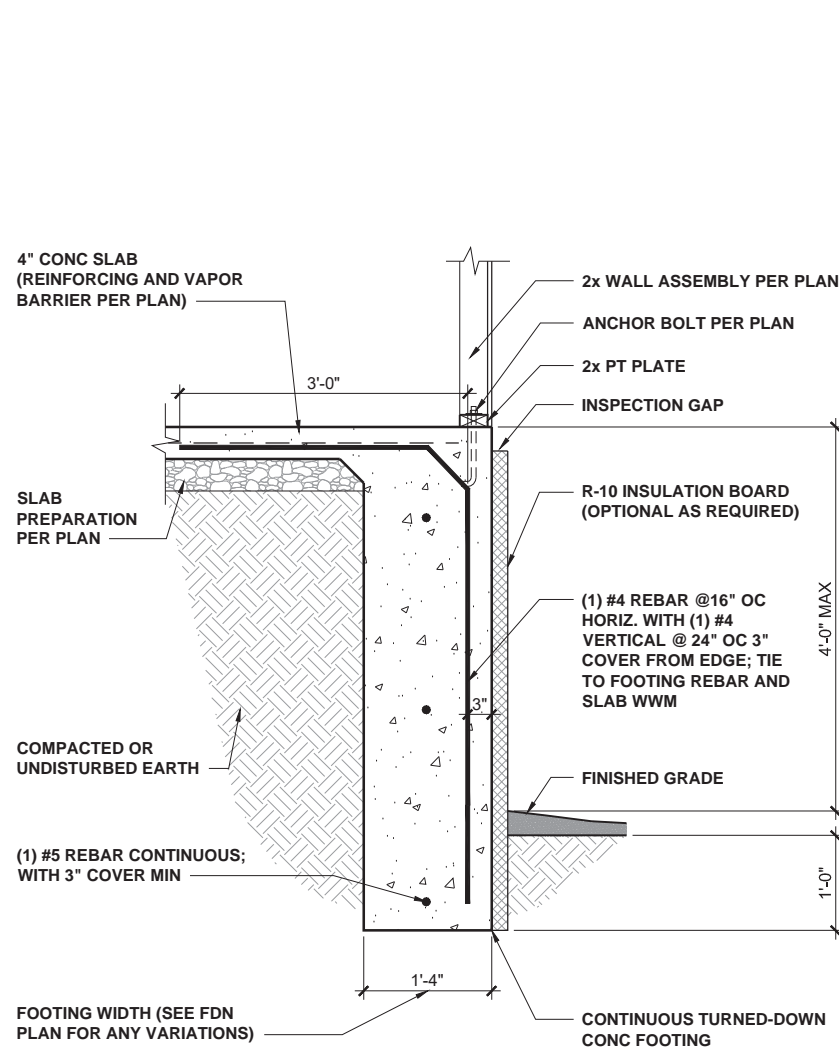 4" CONC SLAB
(REINFORCING AND VAPOR
BARRIER PER PLAN)
3'-0"
2x WALL ASSEMBLY PER PLAN
ANCHOR BOLT PER PLAN
2x PT PLATE
INSPECTION GAP
SLAB
PREPARATION
PER PLAN
R-10 INSULATION BOARD
(OPTIONAL AS REQUIRED)
4'-0" MAX
(1) #4 REBAR @16" OC
HORIZ. WITH (1) #4
VERTICAL @ 24" OC 3"
COVER FROM EDGE; TIE
TO FOOTING REBAR AND
SLAB WWM
3"
COMPACTED OR
UNDISTURBED EARTH
FINISHED GRADE
(1) #5 REBAR CONTINUOUS;
WITH 3" COVER MIN
1'-0"
1'-4"
FOOTING WIDTH (SEE FDN
PLAN FOR ANY VARIATIONS)
CONTINUOUS TURNED-DOWN
CONC FOOTING